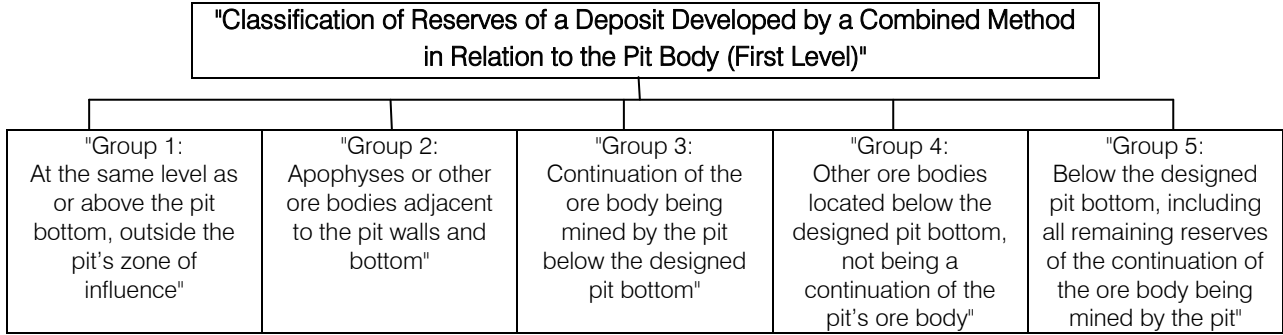 "Classification of Reserves of a Deposit Developed by a Combined Method
in Relation to the Pit Body (First Level)"
"Group 1:
At the same level as
or above the pit
bottom, outside the
pit's zone of
influence"
"Group 2:
Apophyses or other
ore bodies adjacent
to the pit walls and
bottom"
"Group 3:
Continuation of the
ore body being
mined by the pit
below the designed
pit bottom"
"Group 4:
Other ore bodies
located below the
designed pit bottom,
not being a
continuation of the
pit's ore body"
"Group 5:
Below the designed
pit bottom, including
all remaining reserves
of the continuation of
the ore body being
mined by the pit"